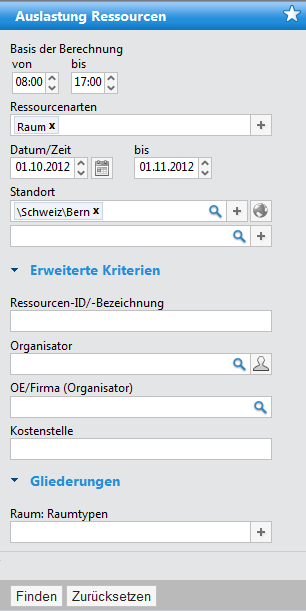 Auslastung Ressourcen
Basis der Berechnung
von bis
08:00 17:00
Ressourcenarten
Raum x
Datum/Zeit bis
01.10.2012 01.11.2012
Standort
\Schweiz\Bern x
Erweiterte Kriterien
Ressourcen-ID/-Bezeichnung
Organisator
OE/Firma (Organisator)
Kostenstelle
Gliederungen
Raum: Raumtypen
Finden Zurücksetzen